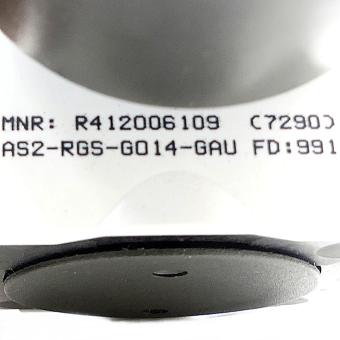 MNR: R412006109 (7290)
AS2-RGS-G014-GAU FD:991